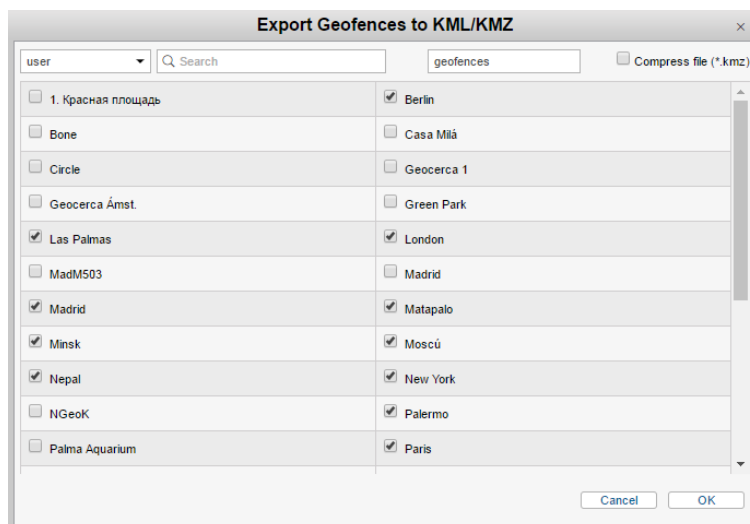 Export Geofences to KML/KMZ ×
user Search geofences Compress file (*.kmz)
1. Красная площадь Berlin
Bone Casa Milá
Circle Geocerca 1
Geocerca Ámst. Green Park
Las Palmas London
MadM503 Madrid
Madrid Matapalo
Minsk Moscú
Nepal New York
NGeoK Palermo
Palma Aquarium Paris
Cancel OK